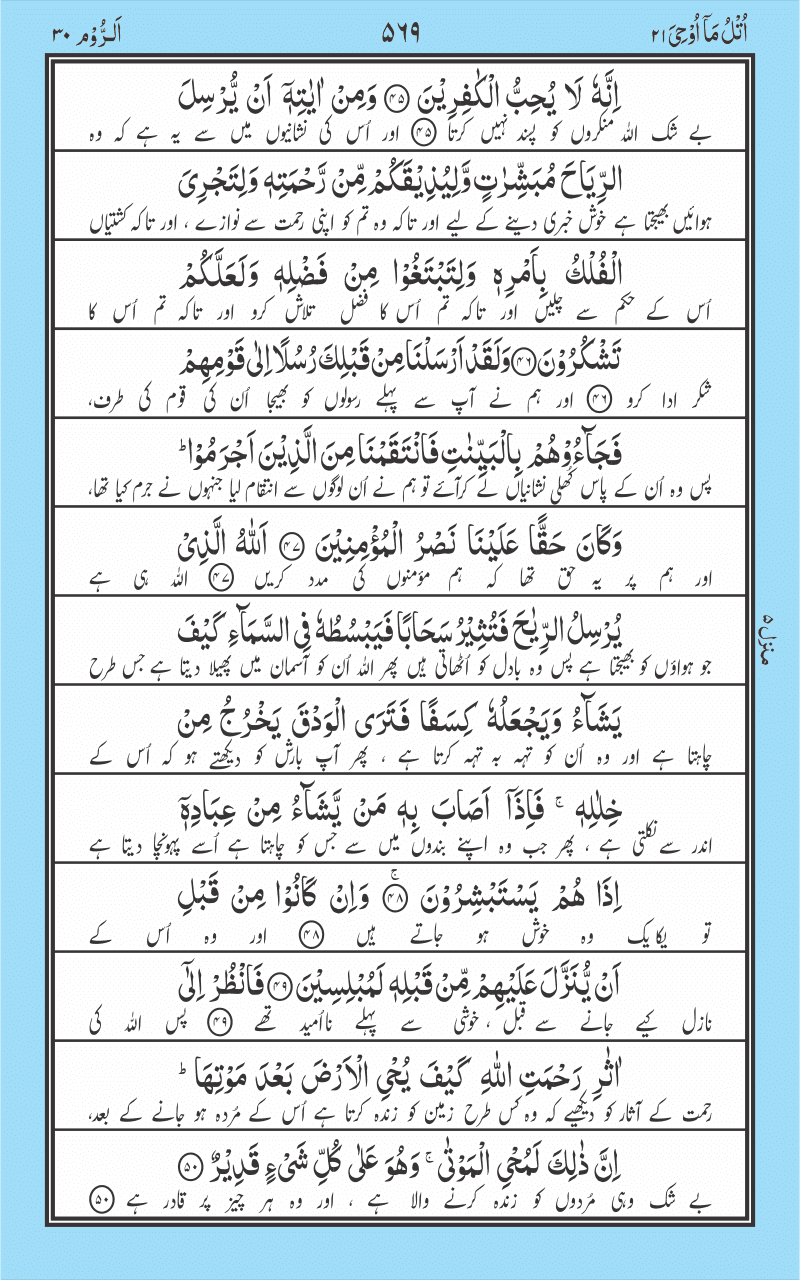 اُتْلُ مَآ اُوْحِیَ ۲۱
۵۶۹
اَلرُّوْم ۳۰
اِنَّهٗ لَا یُحِبُّ الْكٰفِرِیْنَ ۝۴۵ وَمِنْ اٰیٰتِهٖۤ اَنْ یُّرْسِلَ
بے شک اللہ منکروں کو پسند نہیں کرتا ۝۴۵ اور اُس کی نشانیوں میں سے یہ ہے کہ وہ
الرِّیَاحَ مُبَشِّرٰتٍ وَّلِیُذِیْقَكُمْ مِّنْ رَّحْمَتِهٖ وَلِتَجْرِیَ
ہوائیں بھیجتا ہے خوش خبری دینے کے لیے اور تاکہ وہ تم کو اپنی رحمت سے نوازے ، اور تاکہ کشتیاں
الْفُلْكُ بِاَمْرِهٖ وَلِتَبْتَغُوْا مِنْ فَضْلِهٖ وَلَعَلَّكُمْ
اُس کے حکم سے چلیں اور تاکہ تم اُس کا فضل تلاش کرو اور تاکہ تم اُس کا
تَشْكُرُوْنَ ۝۴۶ وَلَقَدْ اَرْسَلْنَا مِنْ قَبْلِكَ رُسُلًا اِلٰی قَوْمِهِمْ
شکر ادا کرو ۝۴۶ اور ہم نے آپ سے پہلے رسولوں کو بھیجا اُن کی قوم کی طرف،
فَجَآءُوْهُمْ بِالْبَیِّنٰتِ فَانْتَقَمْنَا مِنَ الَّذِیْنَ اَجْرَمُوْا ؕ
پس وہ اُن کے پاس کھلی نشانیاں لے کر آئے تو ہم نے اُن لوگوں سے انتقام لیا جنہوں نے جرم کیا تھا،
وَكَانَ حَقًّا عَلَیْنَا نَصْرُ الْمُؤْمِنِیْنَ ۝۴۷ اَللّٰهُ الَّذِیْ
اور ہم پر یہ حق تھا کہ ہم مؤمنوں کی مدد کریں ۝۴۷ اللہ ہی ہے
یُرْسِلُ الرِّیٰحَ فَتُثِیْرُ سَحَابًا فَیَبْسُطُهٗ فِی السَّمَآءِ كَیْفَ
جو ہواؤں کو بھیجتا ہے پس وہ بادل کو اُٹھاتی ہیں پھر اللہ اُن کو آسمان میں پھیلا دیتا ہے جس طرح
یَشَآءُ وَیَجْعَلُهٗ كِسَفًا فَتَرَی الْوَدْقَ یَخْرُجُ مِنْ
چاہتا ہے اور وہ اُن کو تہہ بہ تہہ کرتا ہے ، پھر آپ بارش کو دیکھتے ہو کہ اُس کے
خِلٰلِهٖ ۚ فَاِذَاۤ اَصَابَ بِهٖ مَنْ یَّشَآءُ مِنْ عِبَادِهٖۤ
اندر سے نکلتی ہے ، پھر جب وہ اپنے بندوں میں سے جس کو چاہتا ہے اُسے پہونچا دیتا ہے
اِذَا هُمْ یَسْتَبْشِرُوْنَ ۝۴۸ۚ وَاِنْ كَانُوْا مِنْ قَبْلِ
تو یکایک وہ خوش ہو جاتے ہیں ۝۴۸ اور وہ اُس کے
اَنْ یُّنَزَّلَ عَلَیْهِمْ مِّنْ قَبْلِهٖ لَمُبْلِسِیْنَ ۝۴۹ فَانْظُرْ اِلٰۤی
نازل کیے جانے سے قبل ، خوشی سے پہلے نااُمید تھے ۝۴۹ پس اللہ کی
اٰثٰرِ رَحْمَتِ اللّٰهِ كَیْفَ یُحْیِ الْاَرْضَ بَعْدَ مَوْتِهَا ؕ
رحمت کے آثار کو دیکھیے کہ وہ کس طرح زمین کو زندہ کرتا ہے اُس کے مُردہ ہو جانے کے بعد،
اِنَّ ذٰلِكَ لَمُحْیِ الْمَوْتٰی ۚ وَهُوَ عَلٰی كُلِّ شَیْءٍ قَدِیْرٌ ۝۵۰
بے شک وہی مُردوں کو زندہ کرنے والا ہے ، اور وہ ہر چیز پر قادر ہے ۝۵۰
منزل ۵